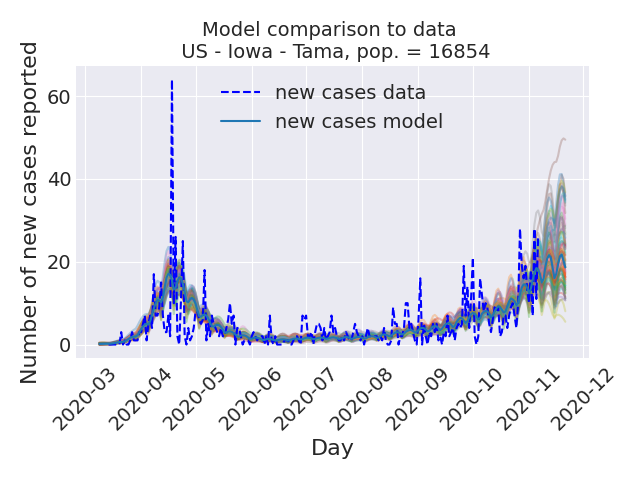 Model comparison to data
US - Iowa - Tama, pop. = 16854
Number of new cases reported
60
40
20
0
new cases data
new cases model
2020-03
2020-04
2020-05
2020-06
2020-07
2020-08
2020-09
2020-10
2020-11
2020-12
Day